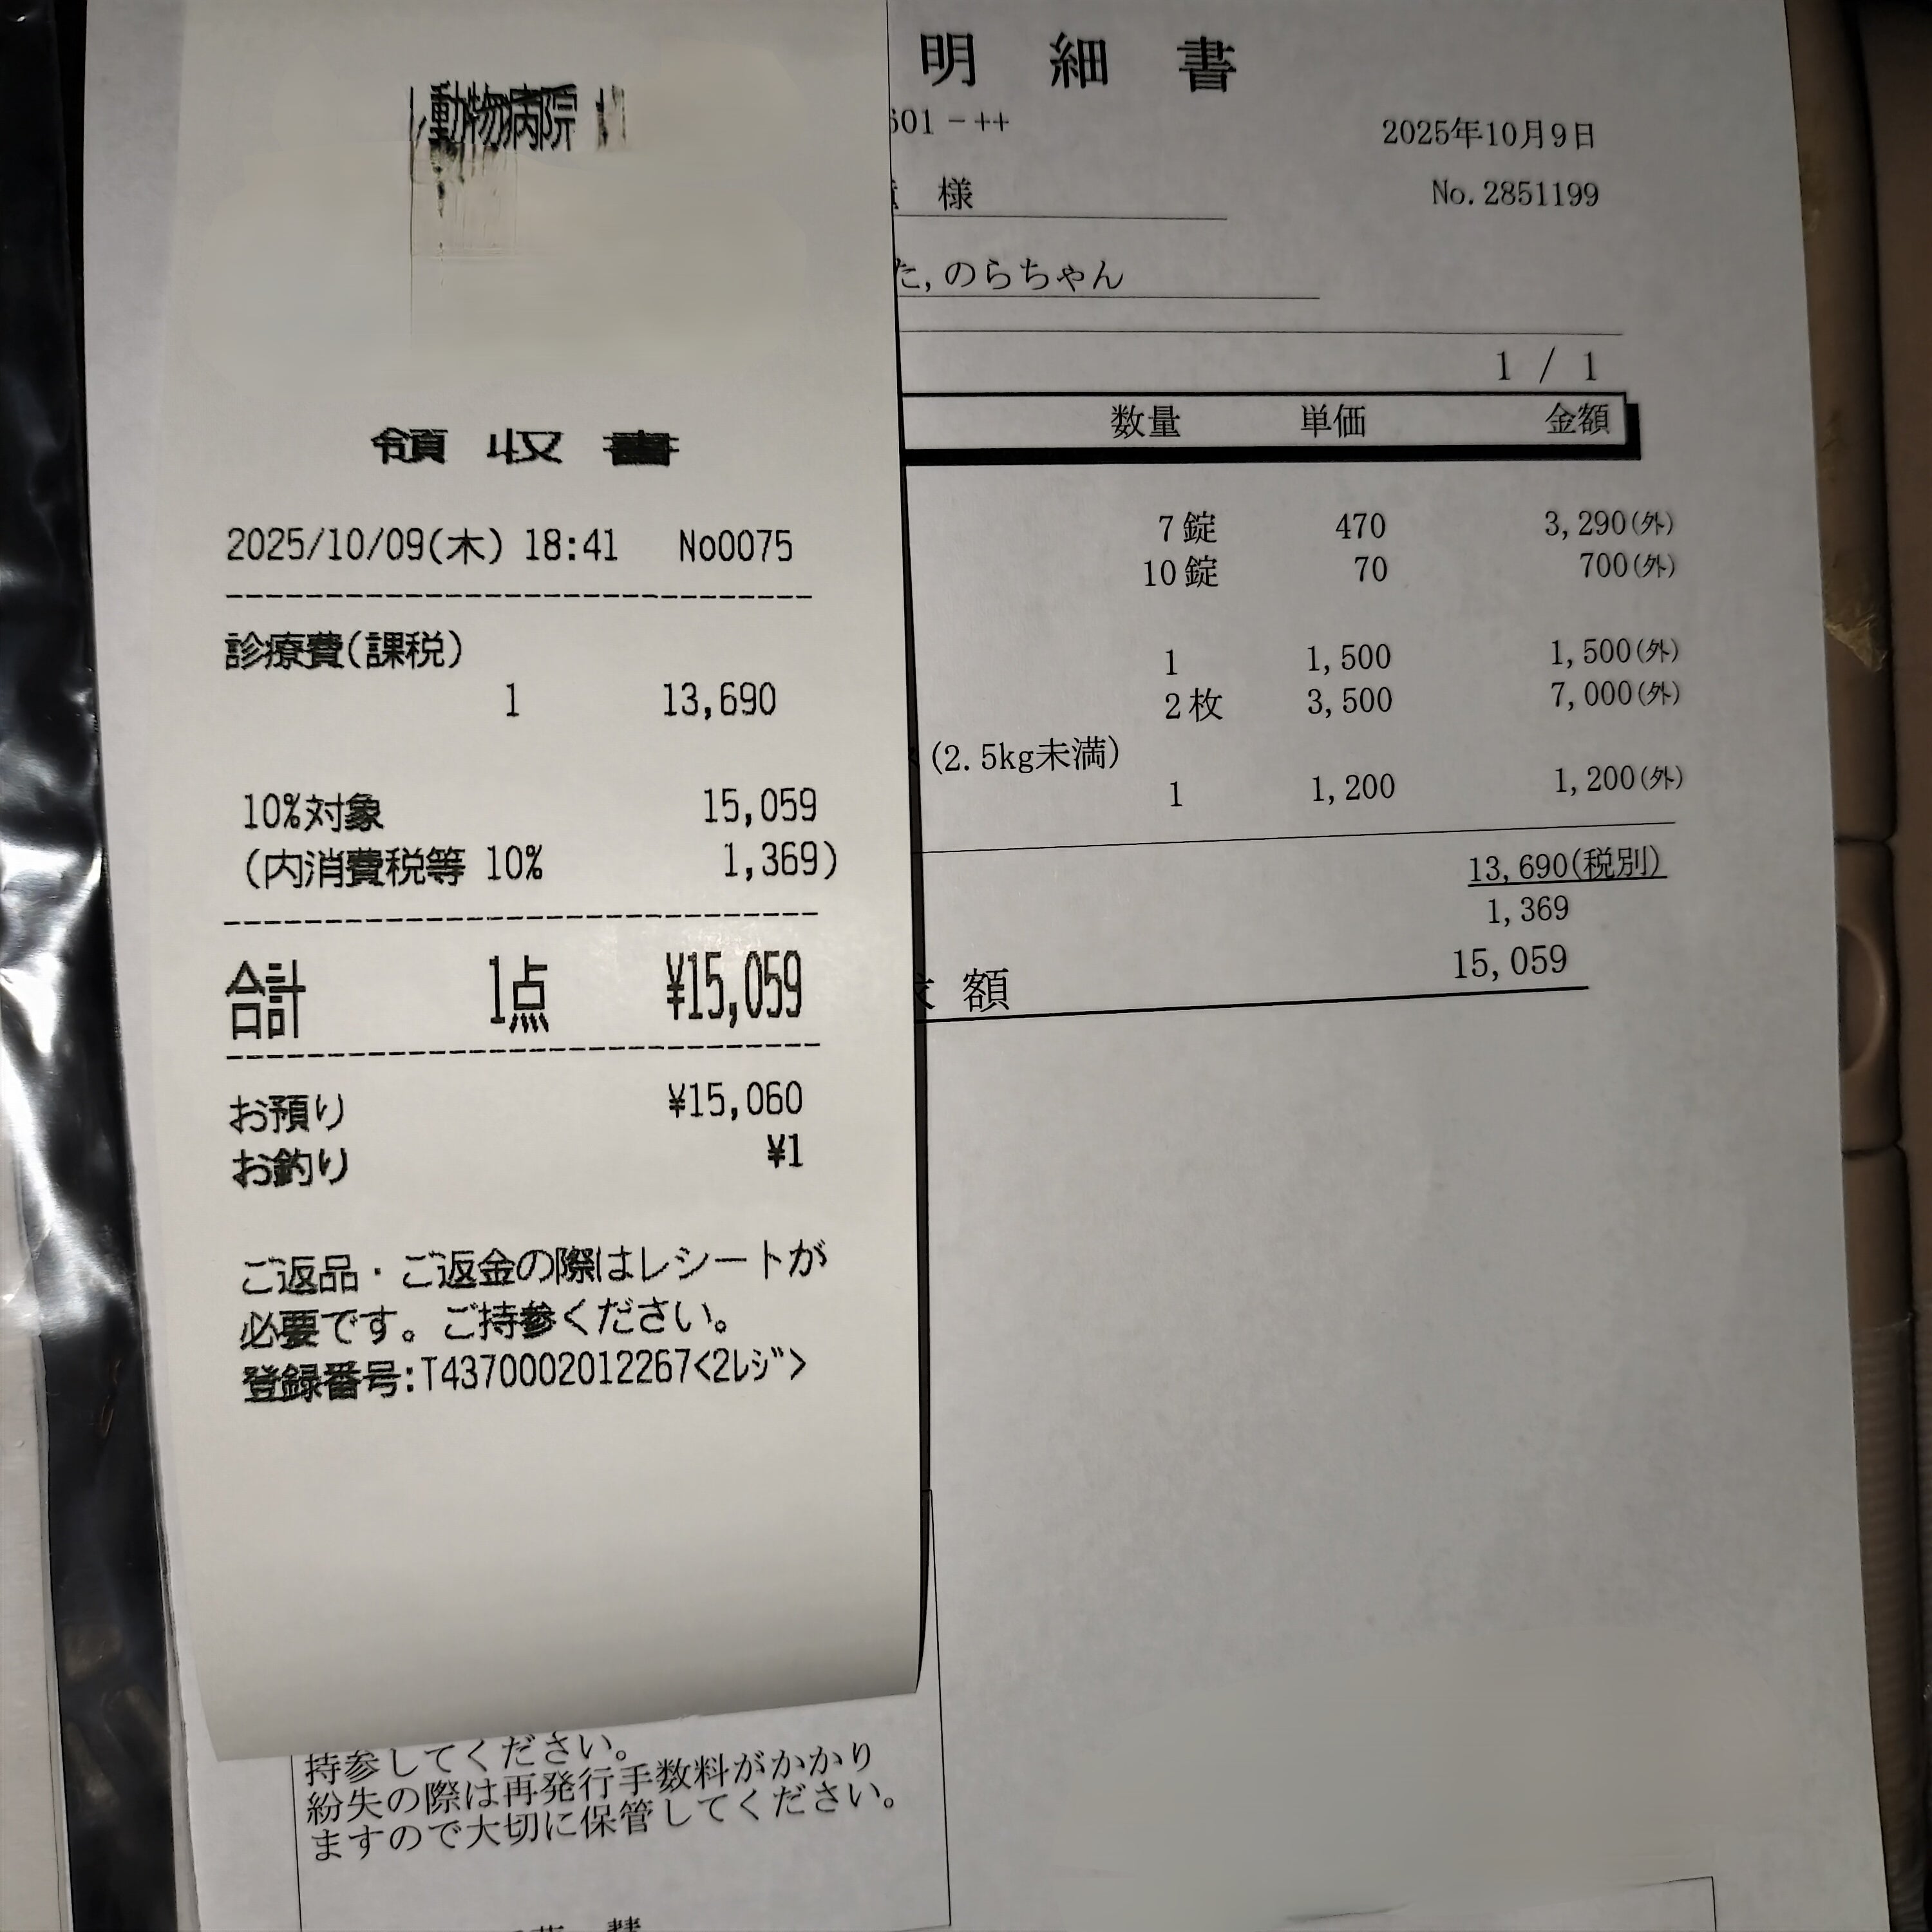 動物病院
領収書
2025/10/09(木) 18:41 No0075
診療費(課税)
1 13,690
10%対象 15,059
(内消費税等 10% 1,369)
合計 1点 ¥15,059
お預り ¥15,060
お釣り ¥1
ご返品・ご返金の際はレシートが
必要です。ご持参ください。
登録番号:T4370002012267<2ﾚｼﾞ>
明細書
601-++ 2025年10月9日
様 No.2851199
た,のらちゃん
1 / 1
数量 単価 金額
7錠 470 3,290(外)
10錠 70 700(外)
1 1,500 1,500(外)
2枚 3,500 7,000(外)
(2.5kg未満)
1 1,200 1,200(外)
13,690(税別)
1,369
額 15,059
持参してください。
紛失の際は再発行手数料がかかり
ますので大切に保管してください。